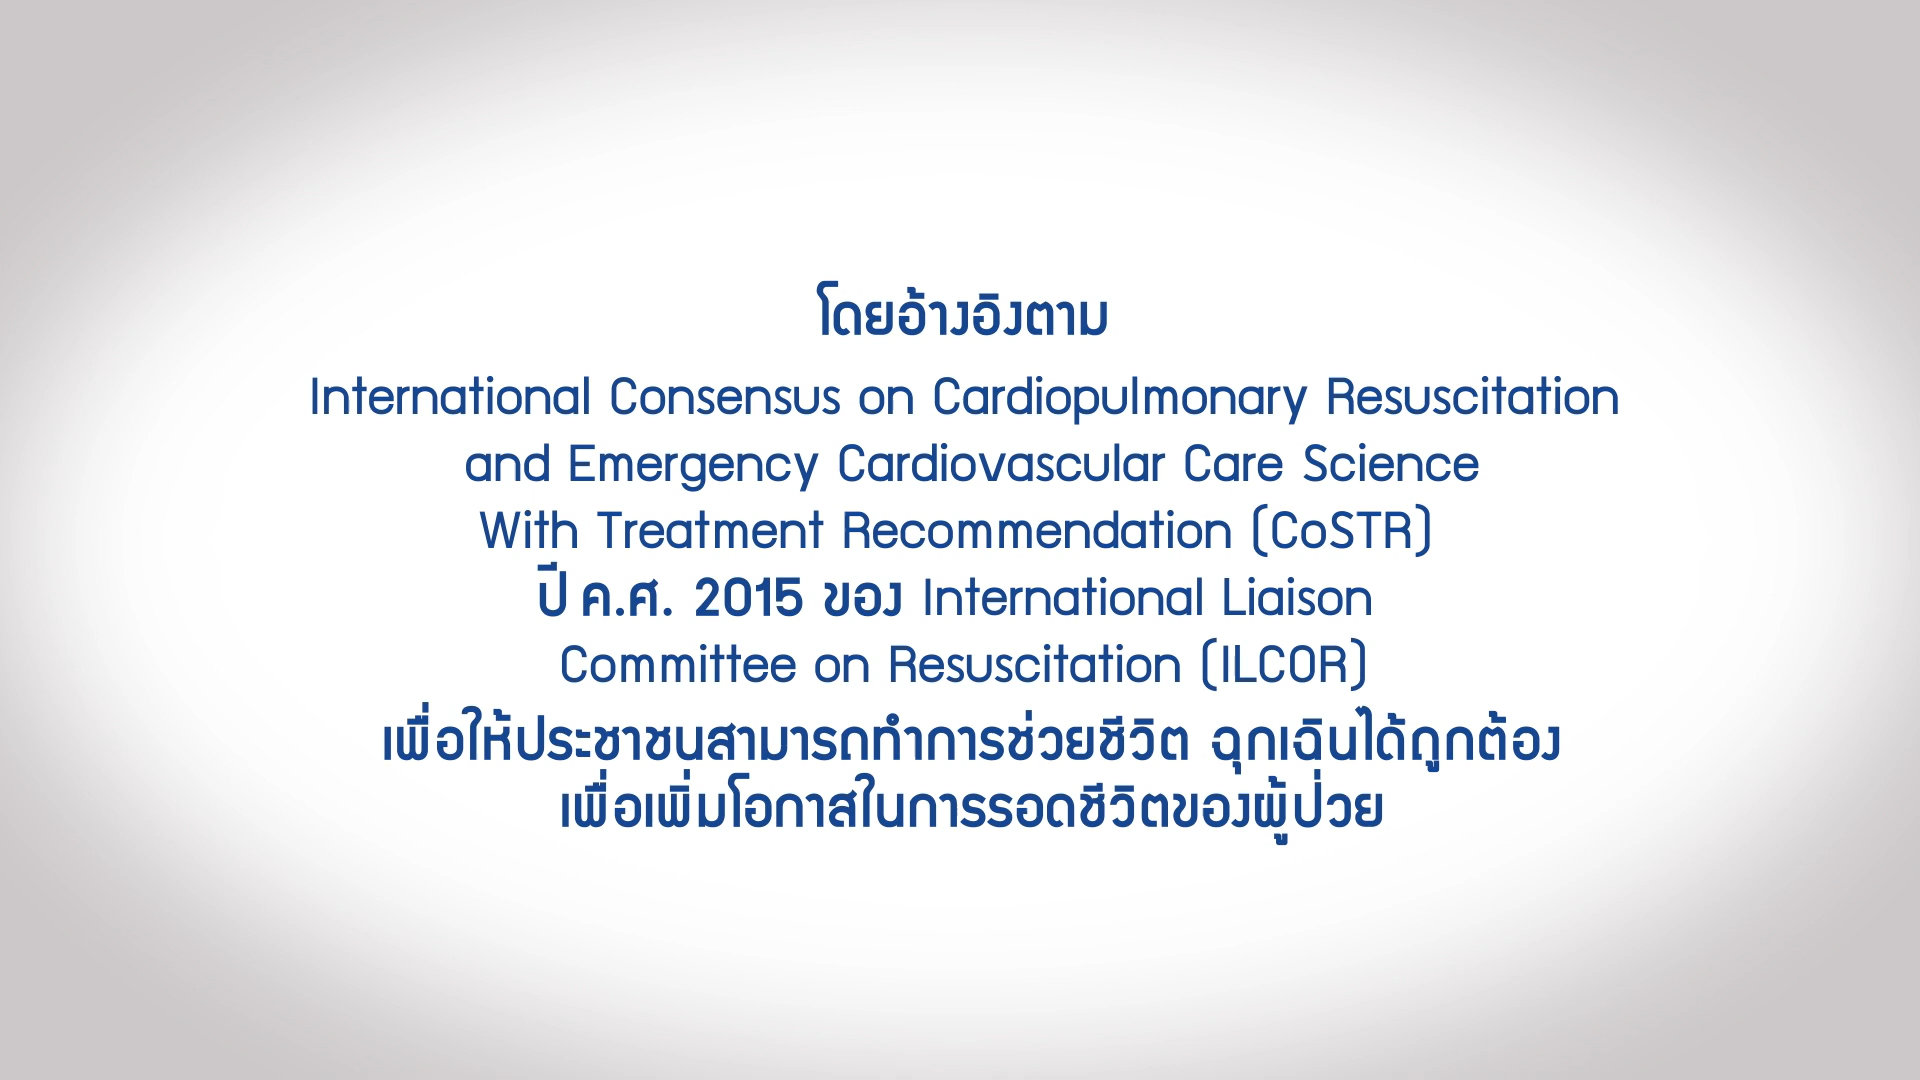 โดยอ้างอิงตาม
International Consensus on Cardiopulmonary Resuscitation
and Emergency Cardiovascular Care Science
With Treatment Recommendation (CoSTR)
ปี ค.ศ. 2015 ของ International Liaison
Committee on Resuscitation (ILCOR)
เพื่อให้ประชาชนสามารถทำการช่วยชีวิต ฉุกเฉินได้ถูกต้อง
เพื่อเพิ่มโอกาสในการรอดชีวิตของผู้ป่วย